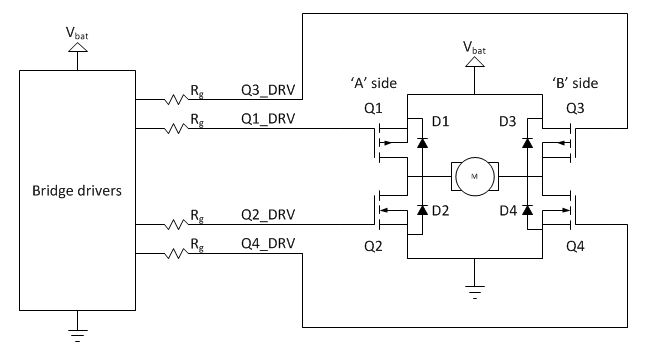 V_bat
V_bat
R_g Q3_DRV
'A' side 'B' side
R_g Q1_DRV
Q1 D1 D3 Q3
Bridge drivers
M
R_g Q2_DRV
D2 D4
R_g Q4_DRV
Q2 Q4